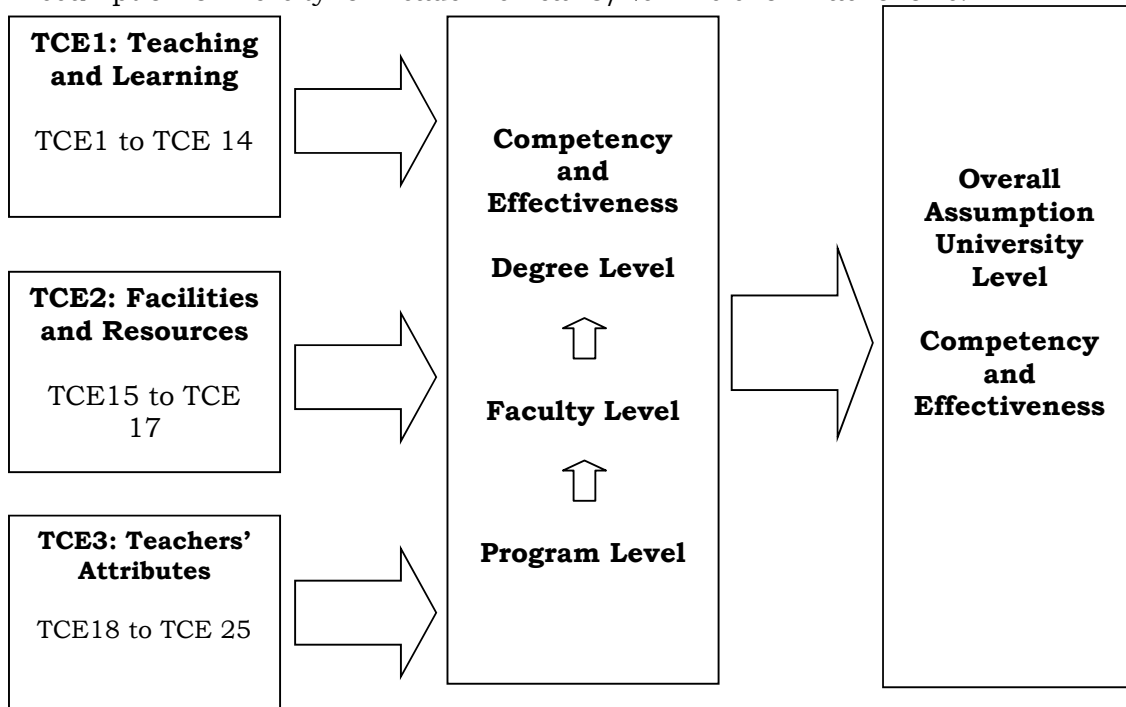 TCE1: Teaching
and Learning
TCE1 to TCE 14
TCE2: Facilities
and Resources
TCE15 to TCE
17
TCE3: Teachers'
Attributes
TCE18 to TCE 25
Competency
and
Effectiveness
Degree Level
Faculty Level
Program Level
Overall
Assumption
University
Level
Competency
and
Effectiveness